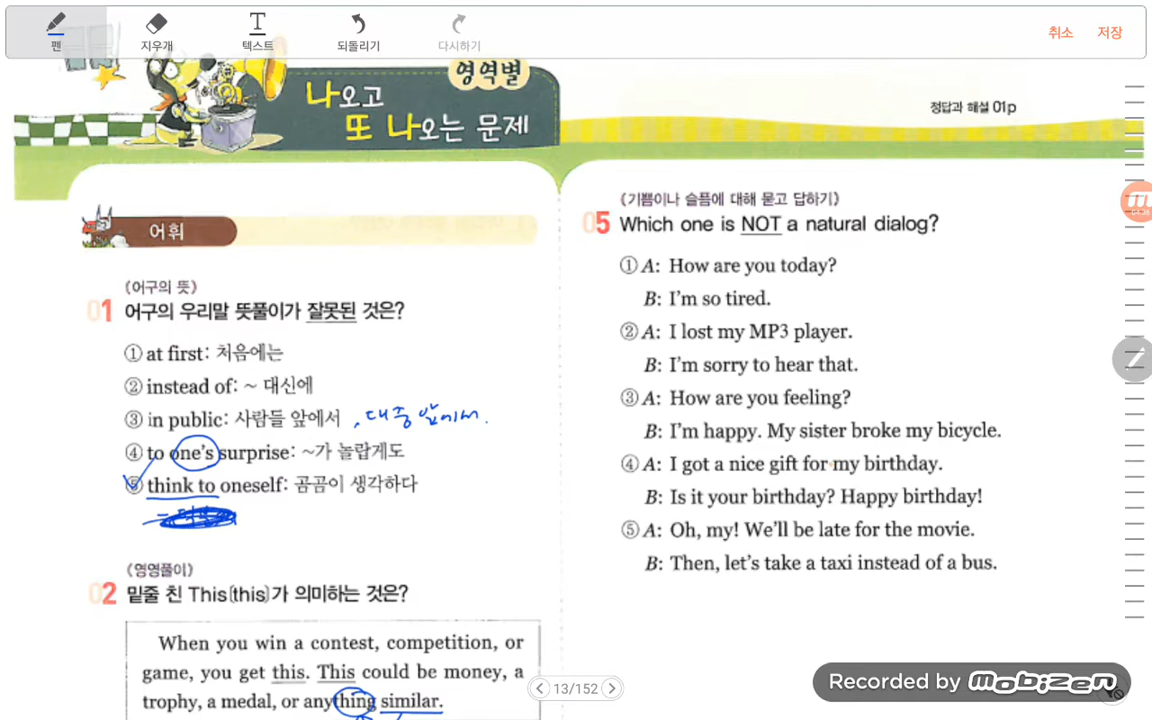 펜
지우개
텍스트
되돌리기
다시하기
취소
저장
영역별
나오고
또 나오는 문제
정답과 해설 01p
어휘
《어구의 뜻》
01 어구의 우리말 뜻풀이가 잘못된 것은?
① at first: 처음에는
② instead of: ~ 대신에
③ in public: 사람들 앞에서 , 대중 앞에서.
④ to one's surprise: ~가 놀랍게도
⑤ think to oneself: 곰곰이 생각하다
《영영풀이》
02 밑줄 친 This(this)가 의미하는 것은?
When you win a contest, competition, or
game, you get this. This could be money, a
trophy, a medal, or anything similar.
《기쁨이나 슬픔에 대해 묻고 답하기》
05 Which one is NOT a natural dialog?
① A: How are you today?
B: I'm so tired.
② A: I lost my MP3 player.
B: I'm sorry to hear that.
③ A: How are you feeling?
B: I'm happy. My sister broke my bicycle.
④ A: I got a nice gift for my birthday.
B: Is it your birthday? Happy birthday!
⑤ A: Oh, my! We'll be late for the movie.
B: Then, let's take a taxi instead of a bus.
13/152
Recorded by mobizen